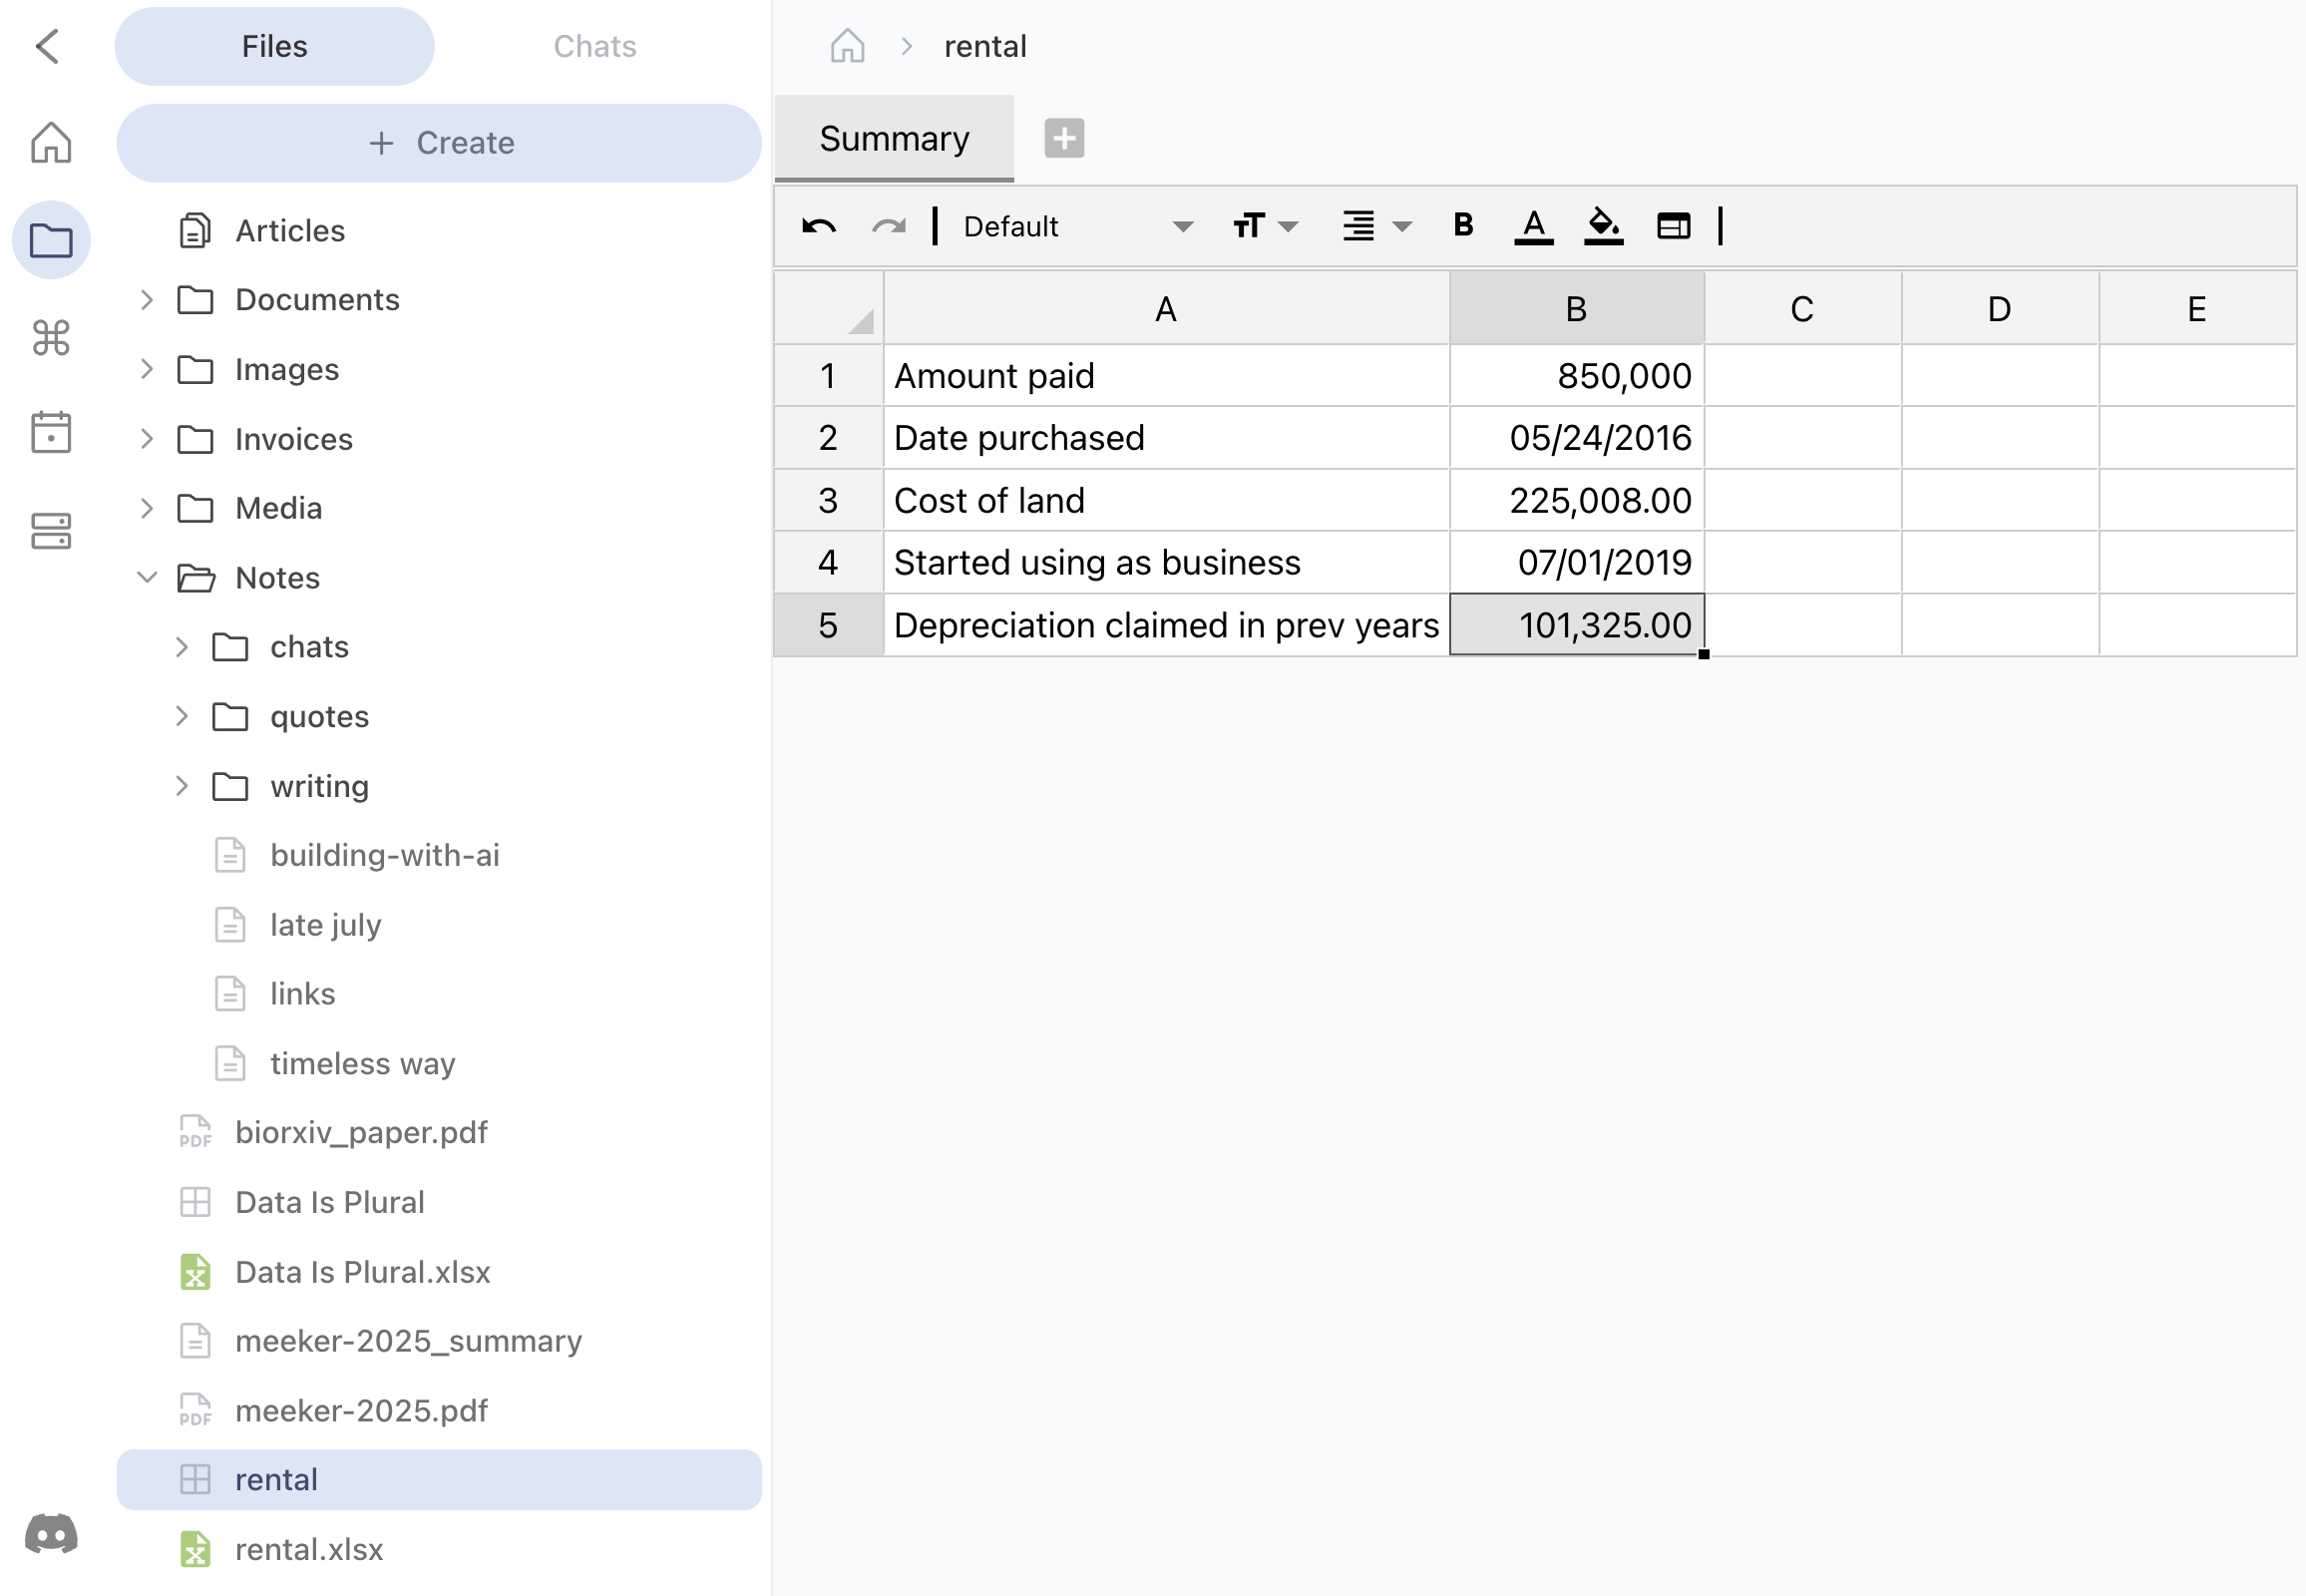 Files
Chats
+ Create
Articles
Documents
Images
Invoices
Media
Notes
chats
quotes
writing
building-with-ai
late july
links
timeless way
PDF biorxiv_paper.pdf
Data Is Plural
Data Is Plural.xlsx
meeker-2025_summary
PDF meeker-2025.pdf
rental
rental.xlsx
rental
Summary
Default
B A
A B C D E
1 Amount paid 850,000
2 Date purchased 05/24/2016
3 Cost of land 225,008.00
4 Started using as business 07/01/2019
5 Depreciation claimed in prev years 101,325.00